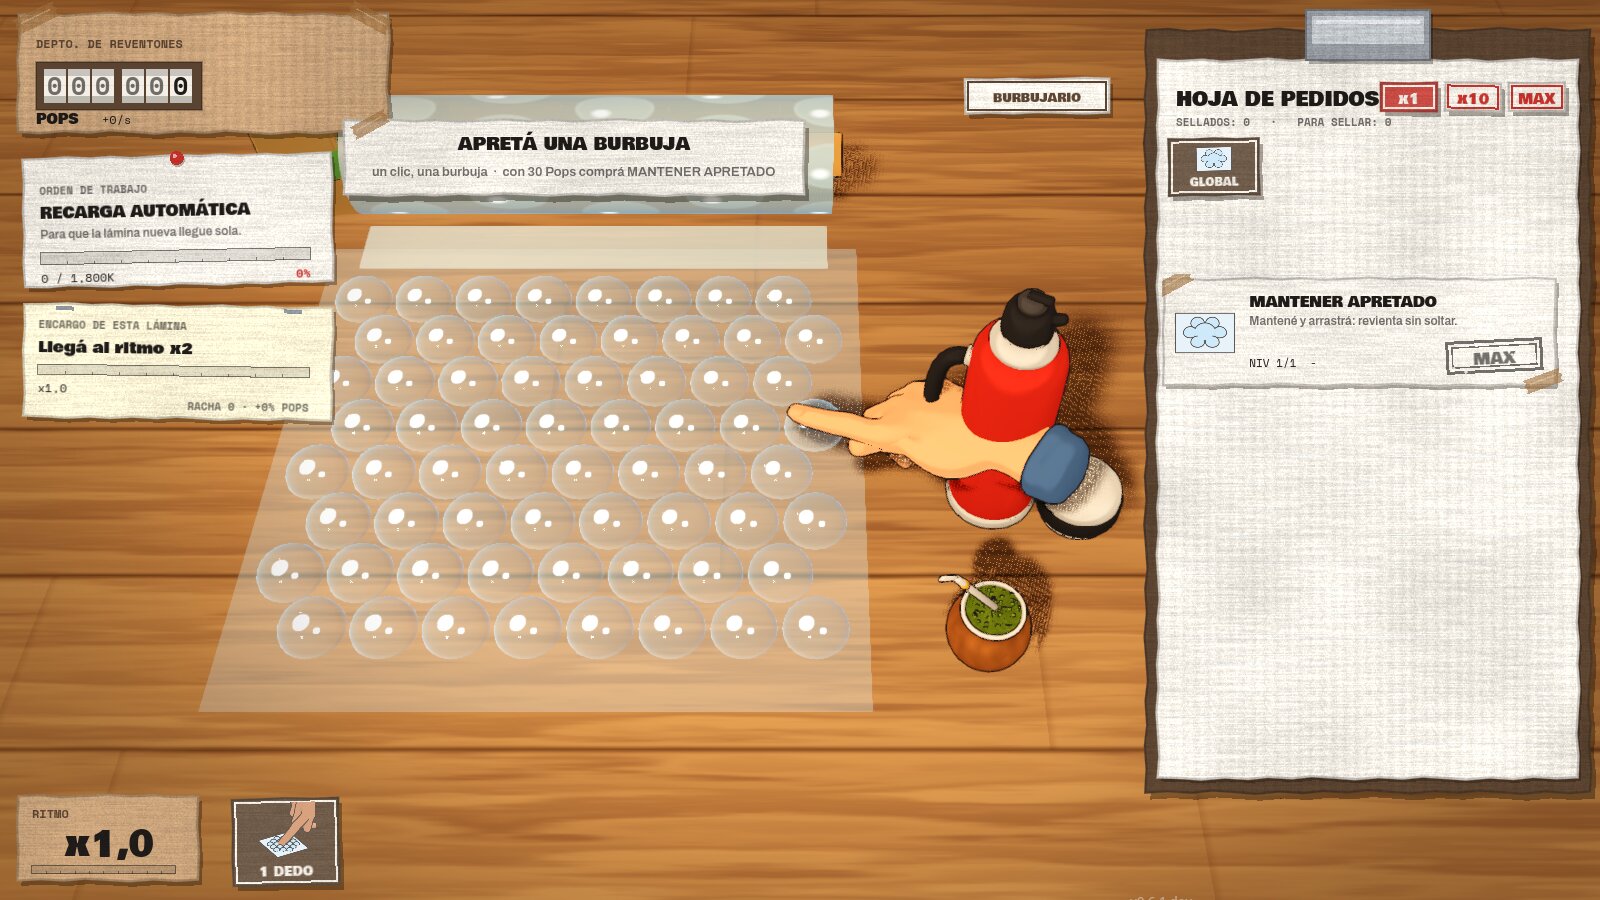 DEPTO. DE REVENTONES
000 000
POPS +0/s
ORDEN DE TRABAJO
RECARGA AUTOMÁTICA
Para que la lámina nueva llegue sola.
0 / 1.800K 0%
ENCARGO DE ESTA LÁMINA
Llegá al ritmo x2
x1.0
RACHA 0 · +0% POPS
APRETÁ UNA BURBUJA
un clic, una burbuja · con 30 Pops comprá MANTENER APRETADO
BURBUJARIO
HOJA DE PEDIDOS x1 x10 MAX
SELLADOS: 0 · PARA SELLAR: 0
GLOBAL
MANTENER APRETADO
Mantené y arrastrá: revienta sin soltar.
NIV 1/1 -
MAX
RITMO
x1,0
1 DEDO